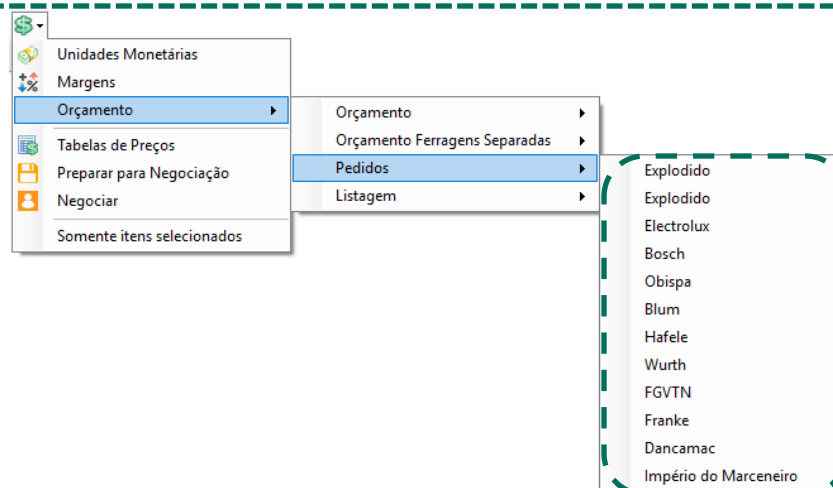 Unidades Monetárias
Margens
Orçamento
Tabelas de Preços
Preparar para Negociação
Negociar
Somente itens selecionados
Orçamento
Orçamento Ferragens Separadas
Pedidos
Listagem
Explodido
Explodido
Electrolux
Bosch
Obispa
Blum
Hafele
Wurth
FGVTN
Franke
Dancamac
Império do Marceneiro